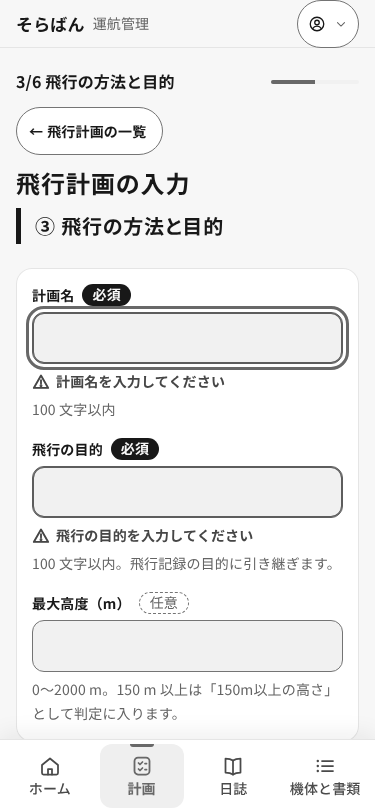 そらばん 運航管理
3/6 飛行の方法と目的
← 飛行計画の一覧
飛行計画の入力
③ 飛行の方法と目的
計画名 必須
計画名を入力してください
100 文字以内
飛行の目的 必須
飛行の目的を入力してください
100 文字以内。飛行記録の目的に引き継ぎます。
最大高度（m） 任意
0〜2000 m。150 m 以上は「150m以上の高さ」
として判定に入ります。
ホーム 計画 日誌 機体と書類